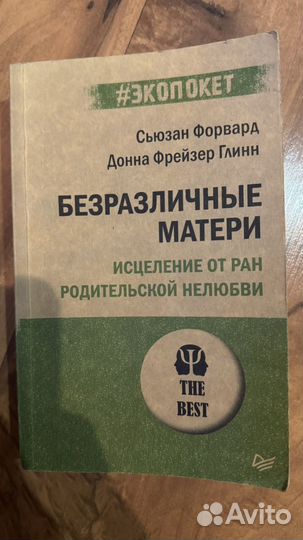 #ЭКОПОКЕТ
Сьюзан Форвард
Донна Фрейзер Глинн
БЕЗРАЗЛИЧНЫЕ
МАТЕРИ
ИСЦЕЛЕНИЕ ОТ РАН
РОДИТЕЛЬСКОЙ НЕЛЮБВИ
Ψ
THE
BEST
Avito